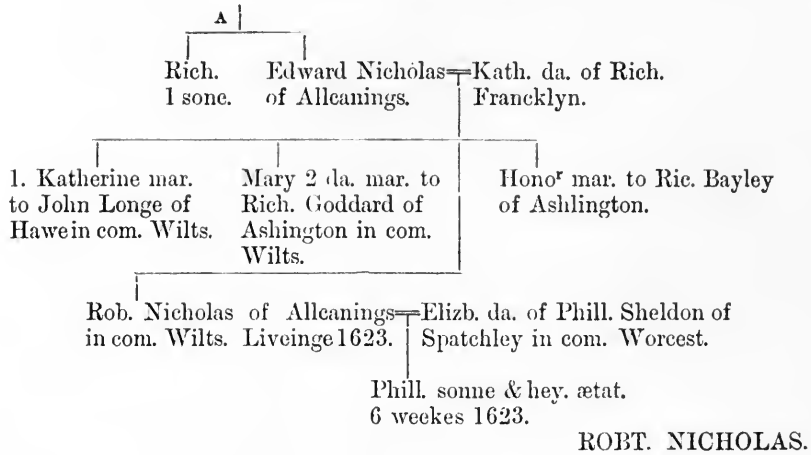 A
Rich.
1 sone.
Edward Nicholas
of Allcanings.
Kath. da. of Rich.
Francklyn.
1. Katherine mar.
to John Longe of
Hawe in com. Wilts.
Mary 2 da. mar. to
Rich. Goddard of
Ashington in com.
Wilts.
Honoʳ mar. to Ric. Bayley
of Ashlington.
Rob. Nicholas of Allcanings
in com. Wilts. Liveinge 1623.
Elizb. da. of Phill. Sheldon of
Spatchley in com. Worcest.
Phill. sonne & hey. ætat.
6 weekes 1623.
ROBT. NICHOLAS.